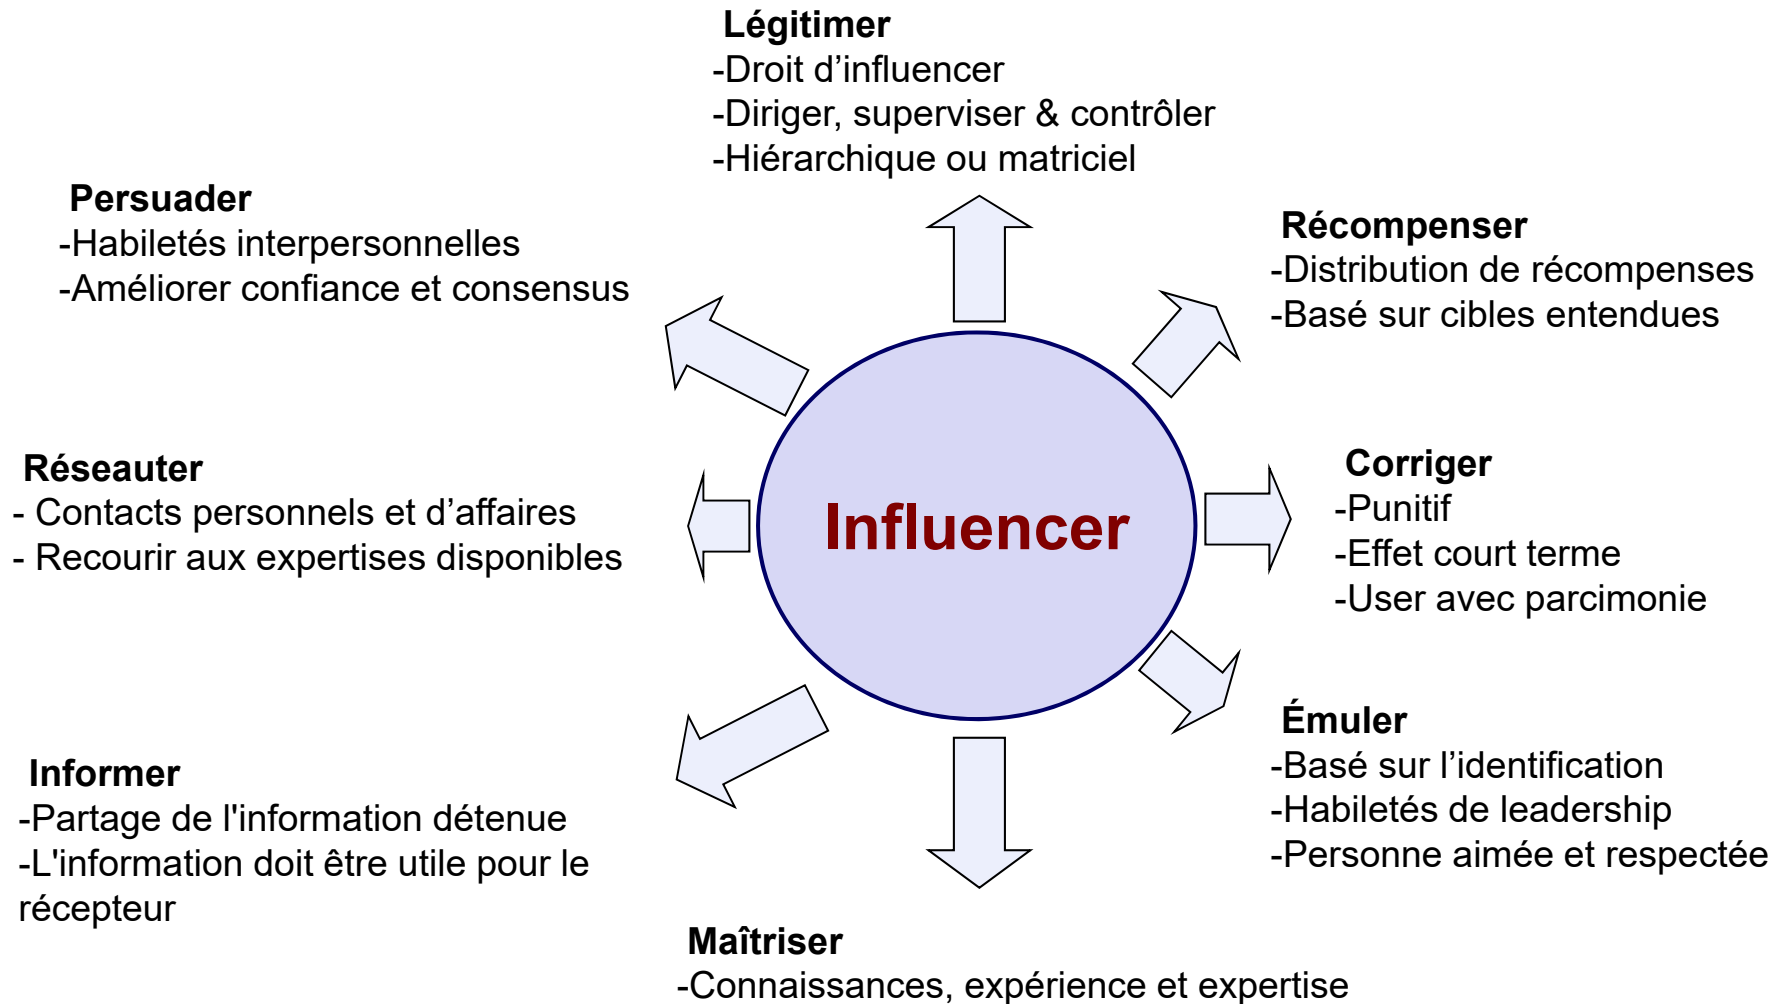 Légitimer
-Droit d’influencer
-Diriger, superviser & contrôler
-Hiérarchique ou matriciel
Persuader
-Habiletés interpersonnelles
-Améliorer confiance et consensus
Récompenser
-Distribution de récompenses
-Basé sur cibles entendues
Réseauter
- Contacts personnels et d’affaires
- Recourir aux expertises disponibles
Influencer
Corriger
-Punitif
-Effet court terme
-User avec parcimonie
Informer
-Partage de l'information détenue
-L'information doit être utile pour le
récepteur
Émuler
-Basé sur l’identification
-Habiletés de leadership
-Personne aimée et respectée
Maîtriser
-Connaissances, expérience et expertise